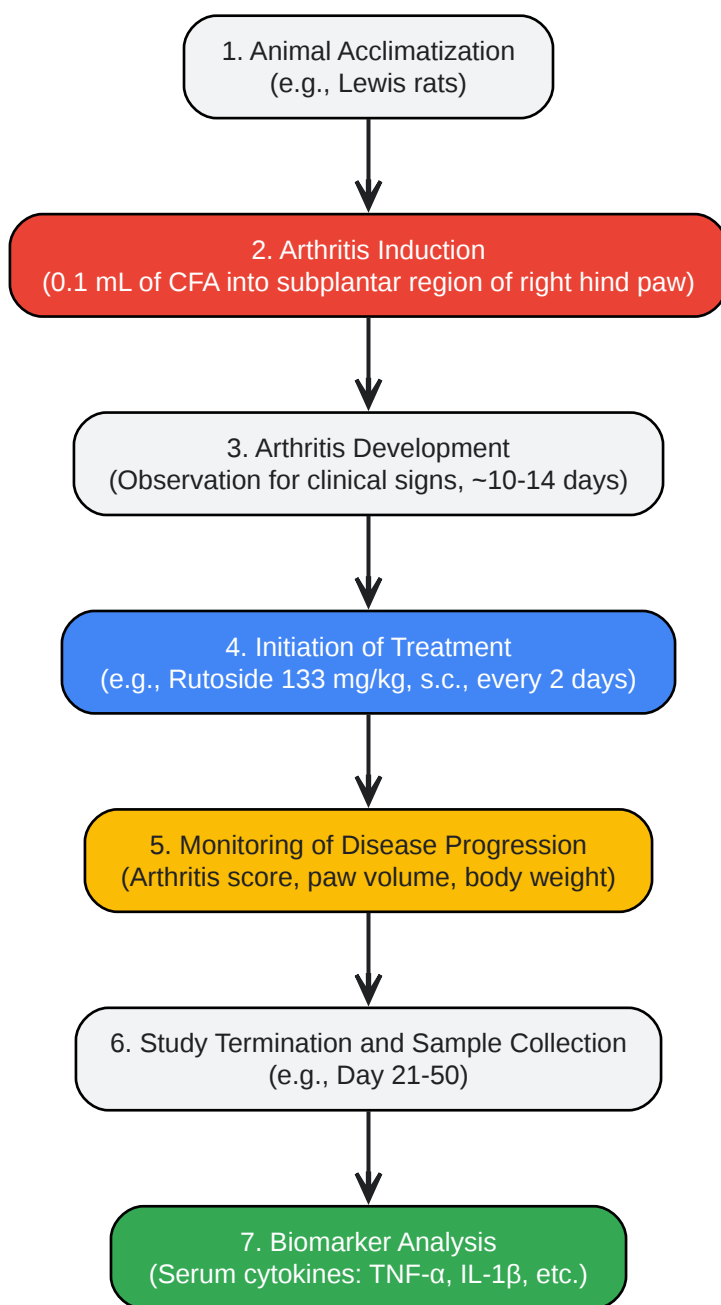 1. Animal Acclimatization
(e.g., Lewis rats)
2. Arthritis Induction
(0.1 mL of CFA into subplantar region of right hind paw)
3. Arthritis Development
(Observation for clinical signs, ~10-14 days)
4. Initiation of Treatment
(e.g., Rutoside 133 mg/kg, s.c., every 2 days)
5. Monitoring of Disease Progression
(Arthritis score, paw volume, body weight)
6. Study Termination and Sample Collection
(e.g., Day 21-50)
7. Biomarker Analysis
(Serum cytokines: TNF-α, IL-1β, etc.)